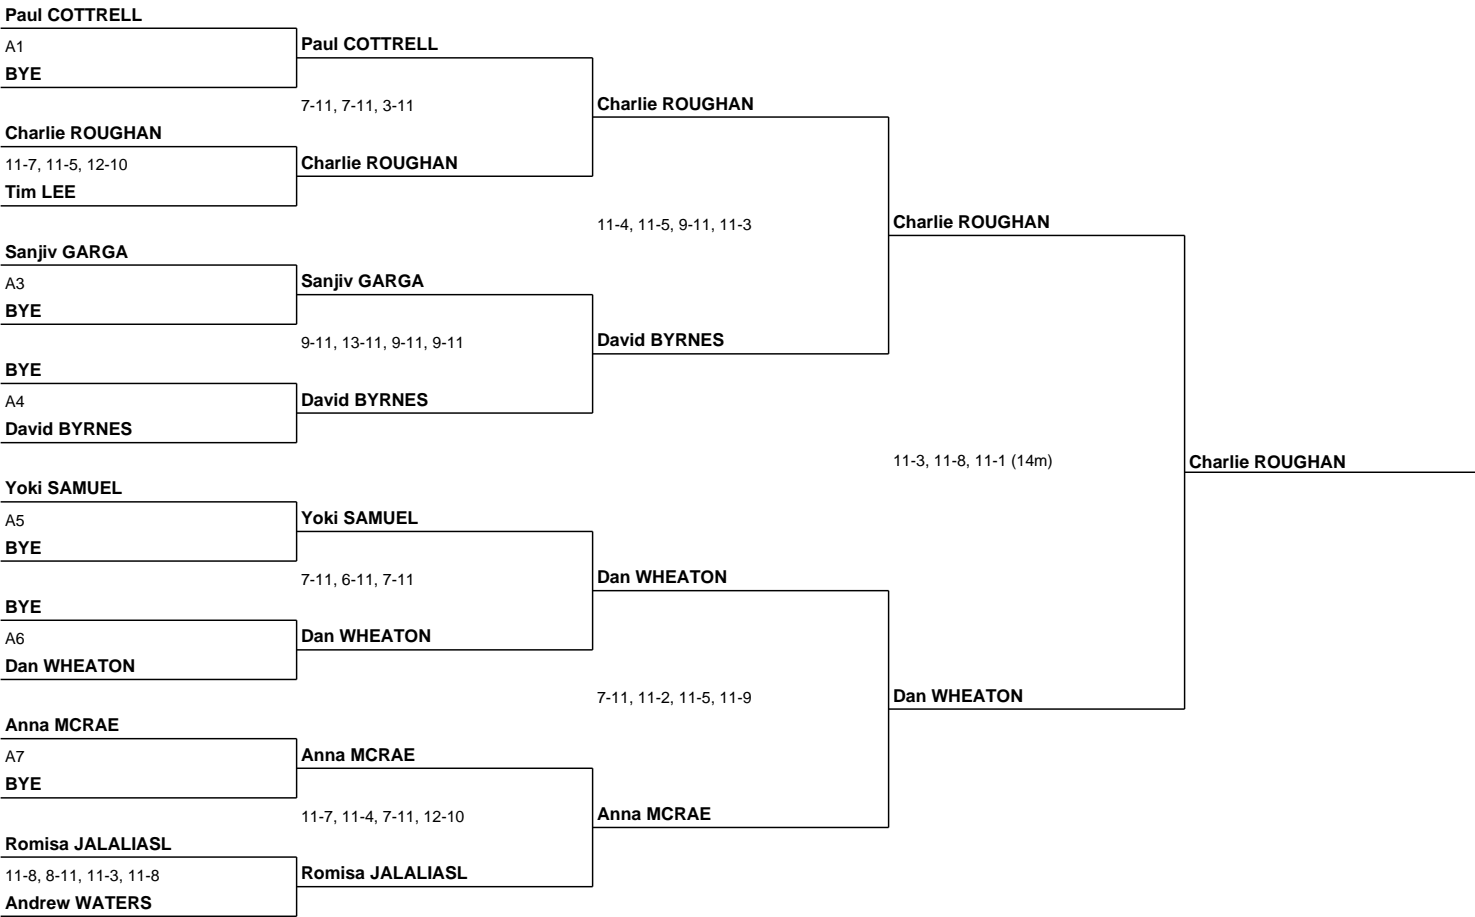 Paul COTTRELL
A1
BYE
Paul COTTRELL
7-11, 7-11, 3-11
Charlie ROUGHAN
Charlie ROUGHAN
11-7, 11-5, 12-10
Tim LEE
Charlie ROUGHAN
11-4, 11-5, 9-11, 11-3
Charlie ROUGHAN
Sanjiv GARGA
A3
BYE
Sanjiv GARGA
9-11, 13-11, 9-11, 9-11
David BYRNES
BYE
A4
David BYRNES
David BYRNES
11-3, 11-8, 11-1 (14m)
Charlie ROUGHAN
Yoki SAMUEL
A5
BYE
Yoki SAMUEL
7-11, 6-11, 7-11
Dan WHEATON
BYE
A6
Dan WHEATON
Dan WHEATON
7-11, 11-2, 11-5, 11-9
Dan WHEATON
Anna MCRAE
A7
BYE
Anna MCRAE
11-7, 11-4, 7-11, 12-10
Anna MCRAE
Romisa JALALIASL
11-8, 8-11, 11-3, 11-8
Andrew WATERS
Romisa JALALIASL